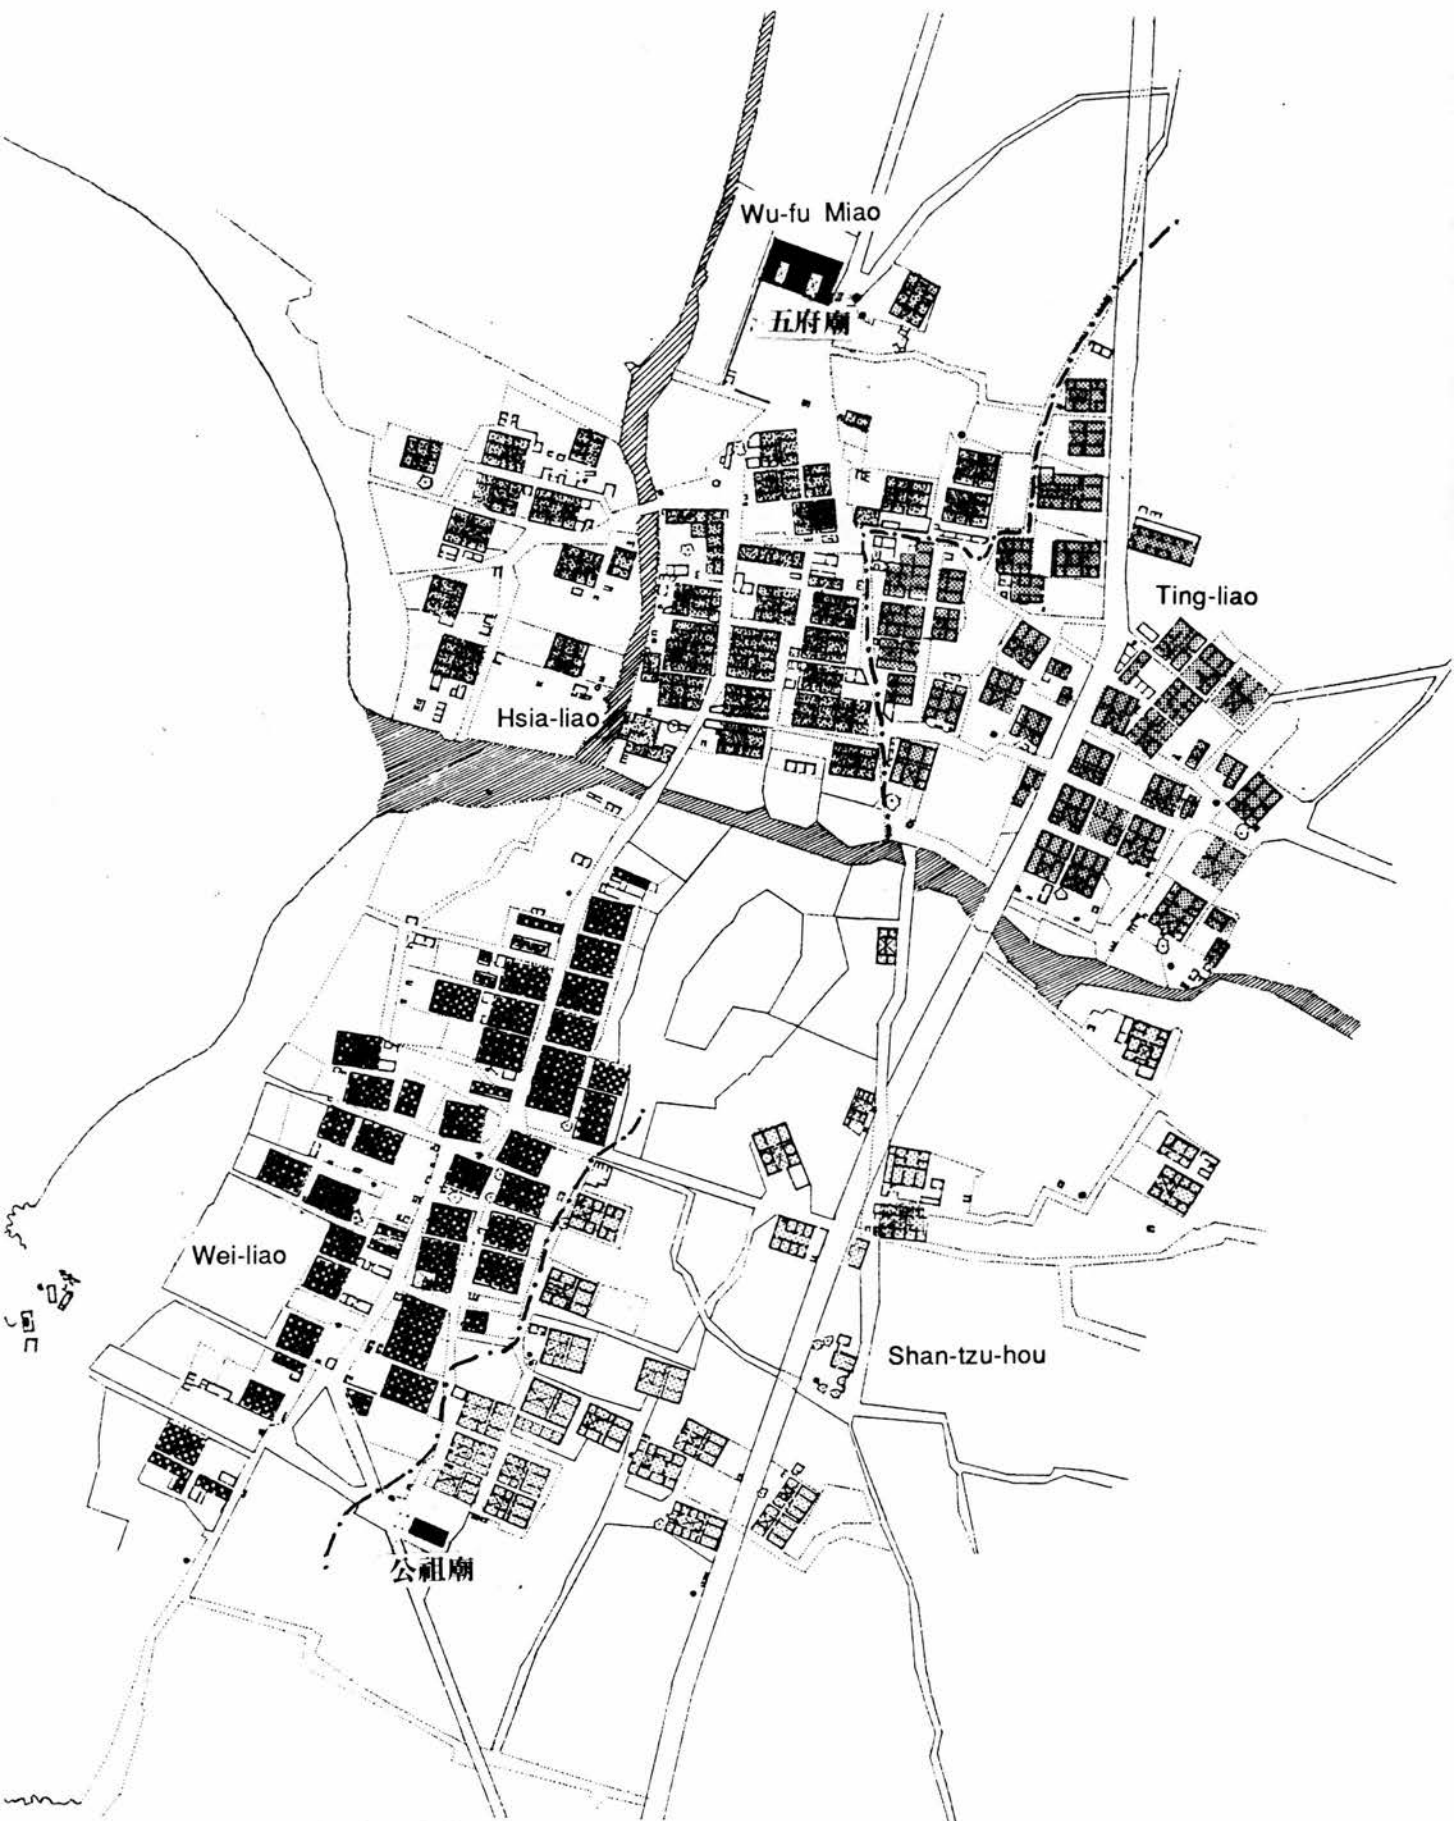 Wu-fu Miao
五府廟
Ting-liao
Hsia-liao
Wei-liao
Shan-tzu-hou
公祖廟